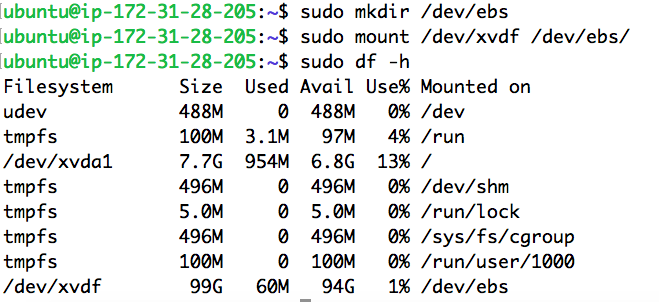 ubuntu@ip-172-31-28-205:~$ sudo mkdir /dev/ebs
ubuntu@ip-172-31-28-205:~$ sudo mount /dev/xvdf /dev/ebs/
ubuntu@ip-172-31-28-205:~$ sudo df -h
Filesystem      Size  Used Avail Use% Mounted on
udev            488M     0  488M   0% /dev
tmpfs           100M  3.1M   97M   4% /run
/dev/xvda1      7.7G  954M  6.8G  13% /
tmpfs           496M     0  496M   0% /dev/shm
tmpfs           5.0M     0  5.0M   0% /run/lock
tmpfs           496M     0  496M   0% /sys/fs/cgroup
tmpfs           100M     0  100M   0% /run/user/1000
/dev/xvdf        99G   60M   94G   1% /dev/ebs